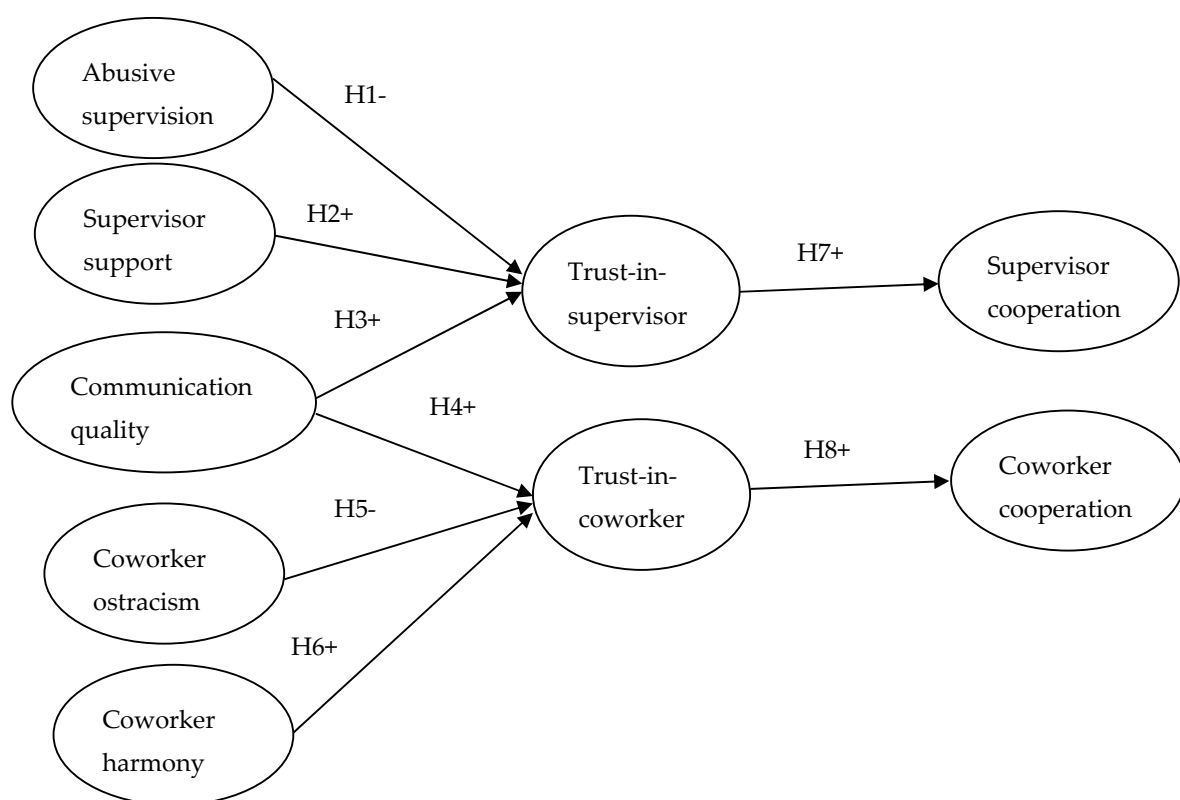 Abusive
supervision
H1-
Supervisor
support
H2+
Trust-in-
supervisor
H7+
Supervisor
cooperation
H3+
Communication
quality
H4+
Trust-in-
coworker
H8+
Coworker
cooperation
H5-
Coworker
ostracism
H6+
Coworker
harmony